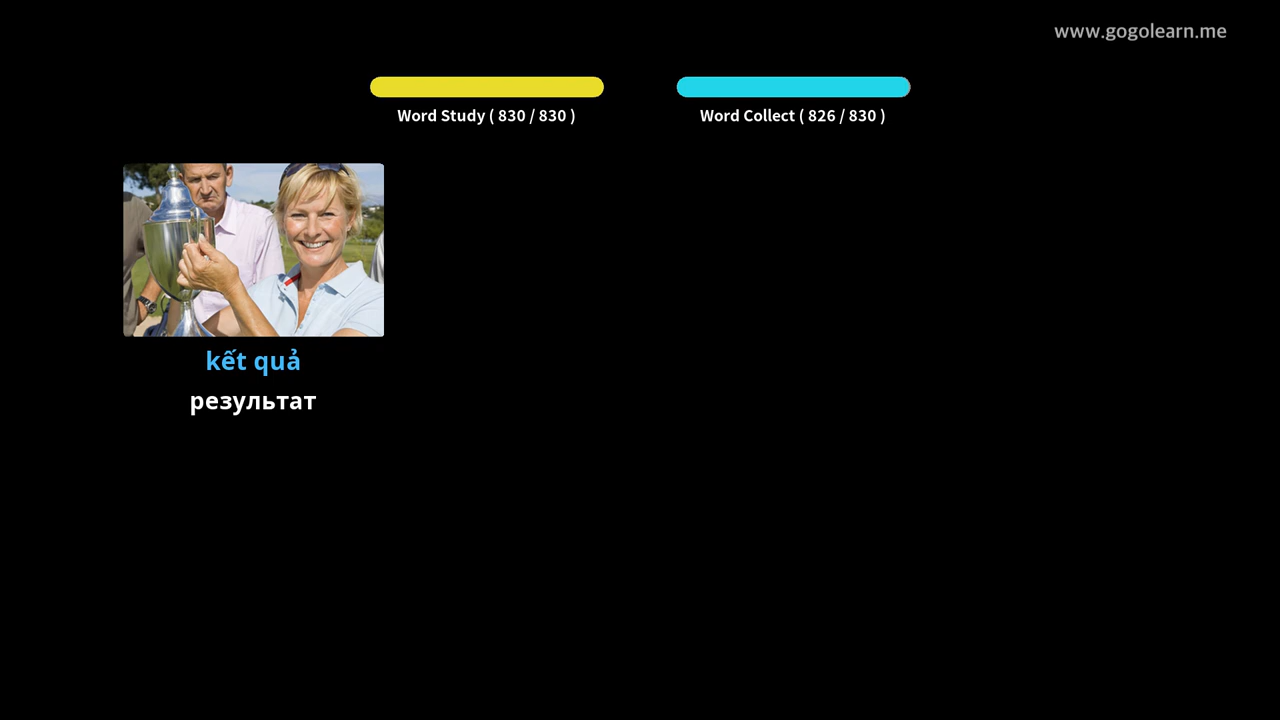 www.gogolearn.me
Word Study ( 830 / 830 )
Word Collect ( 826 / 830 )
kết quả
результат